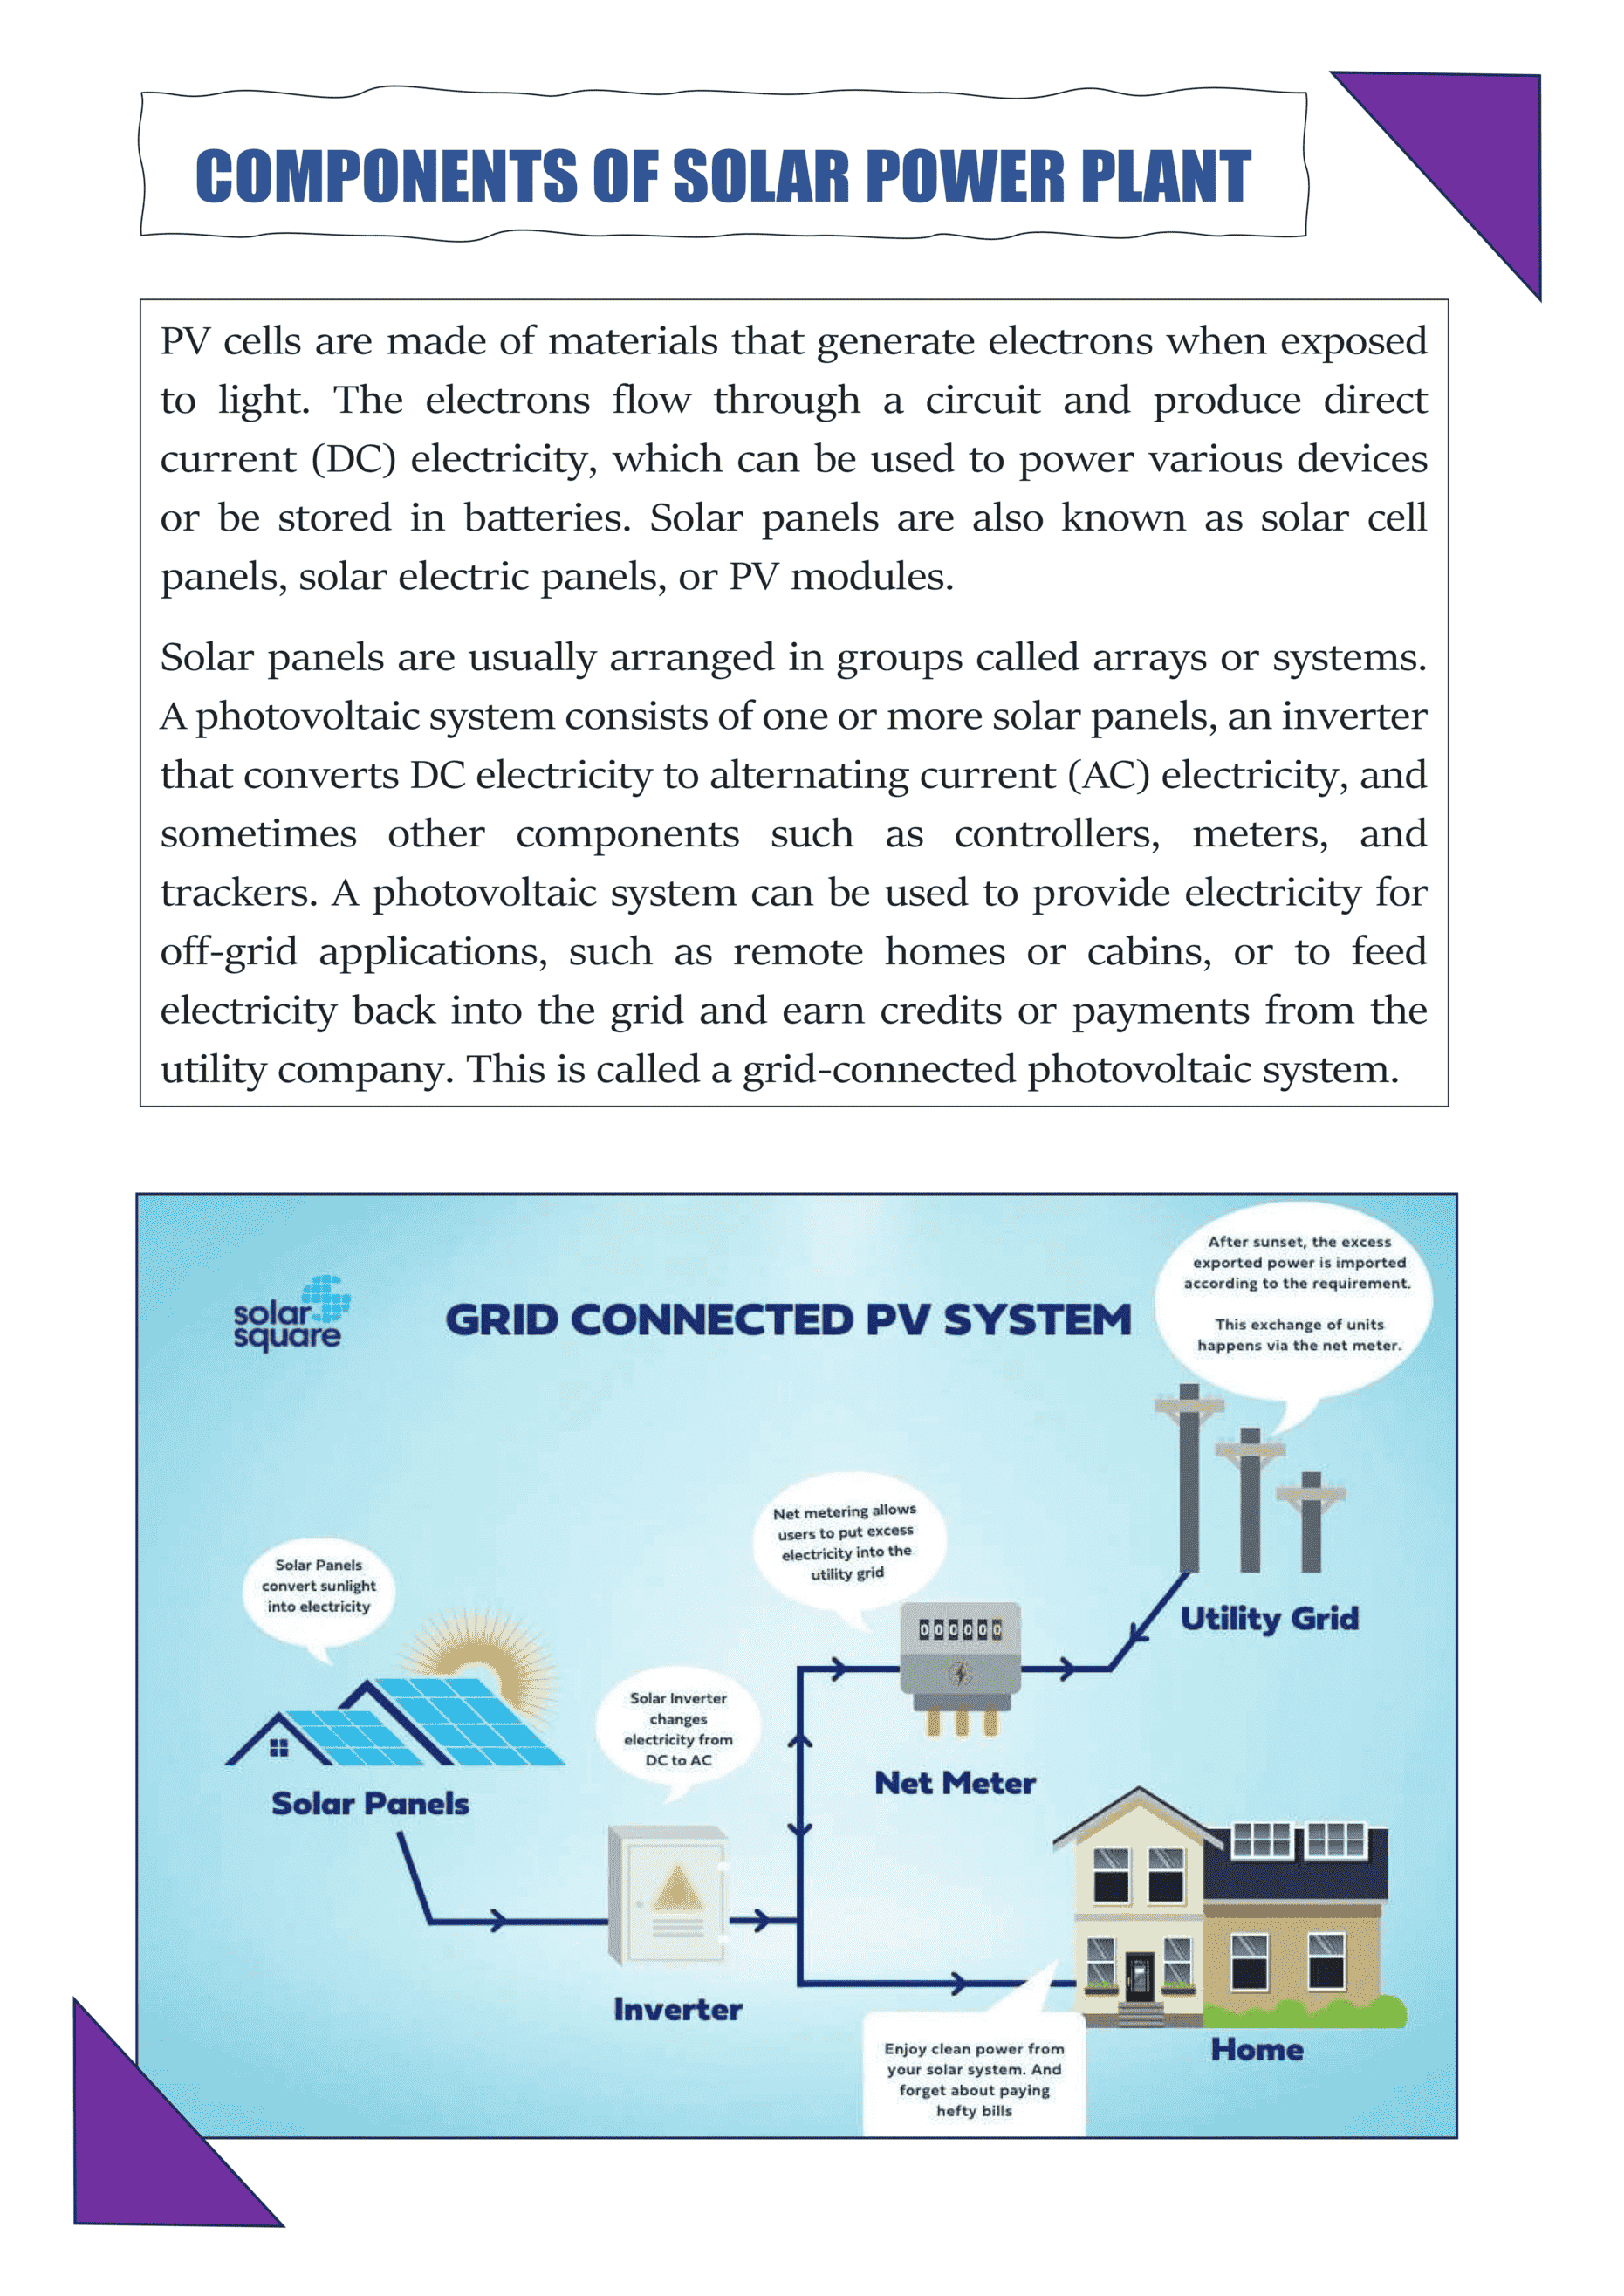 COMPONENTS OF SOLAR POWER PLANT
PV cells are made of materials that generate electrons when exposed
to light. The electrons flow through a circuit and produce direct
current (DC) electricity, which can be used to power various devices
or be stored in batteries. Solar panels are also known as solar cell
panels, solar electric panels, or PV modules.
Solar panels are usually arranged in groups called arrays or systems.
A photovoltaic system consists of one or more solar panels, an inverter
that converts DC electricity to alternating current (AC) electricity, and
sometimes other components such as controllers, meters, and
trackers. A photovoltaic system can be used to provide electricity for
off-grid applications, such as remote homes or cabins, or to feed
electricity back into the grid and earn credits or payments from the
utility company. This is called a grid-connected photovoltaic system.
solar
square
GRID CONNECTED PV SYSTEM
After sunset, the excess
exported power is imported
according to the requirement.
This exchange of units
happens via the net meter.
Net metering allows
users to put excess
electricity into the
utility grid
Solar Panels
convert sunlight
into electricity
000000
Utility Grid
Solar Inverter
changes
electricity from
DC to AC
Net Meter
Solar Panels
Inverter
Home
Enjoy clean power from
your solar system. And
forget about paying
hefty bills